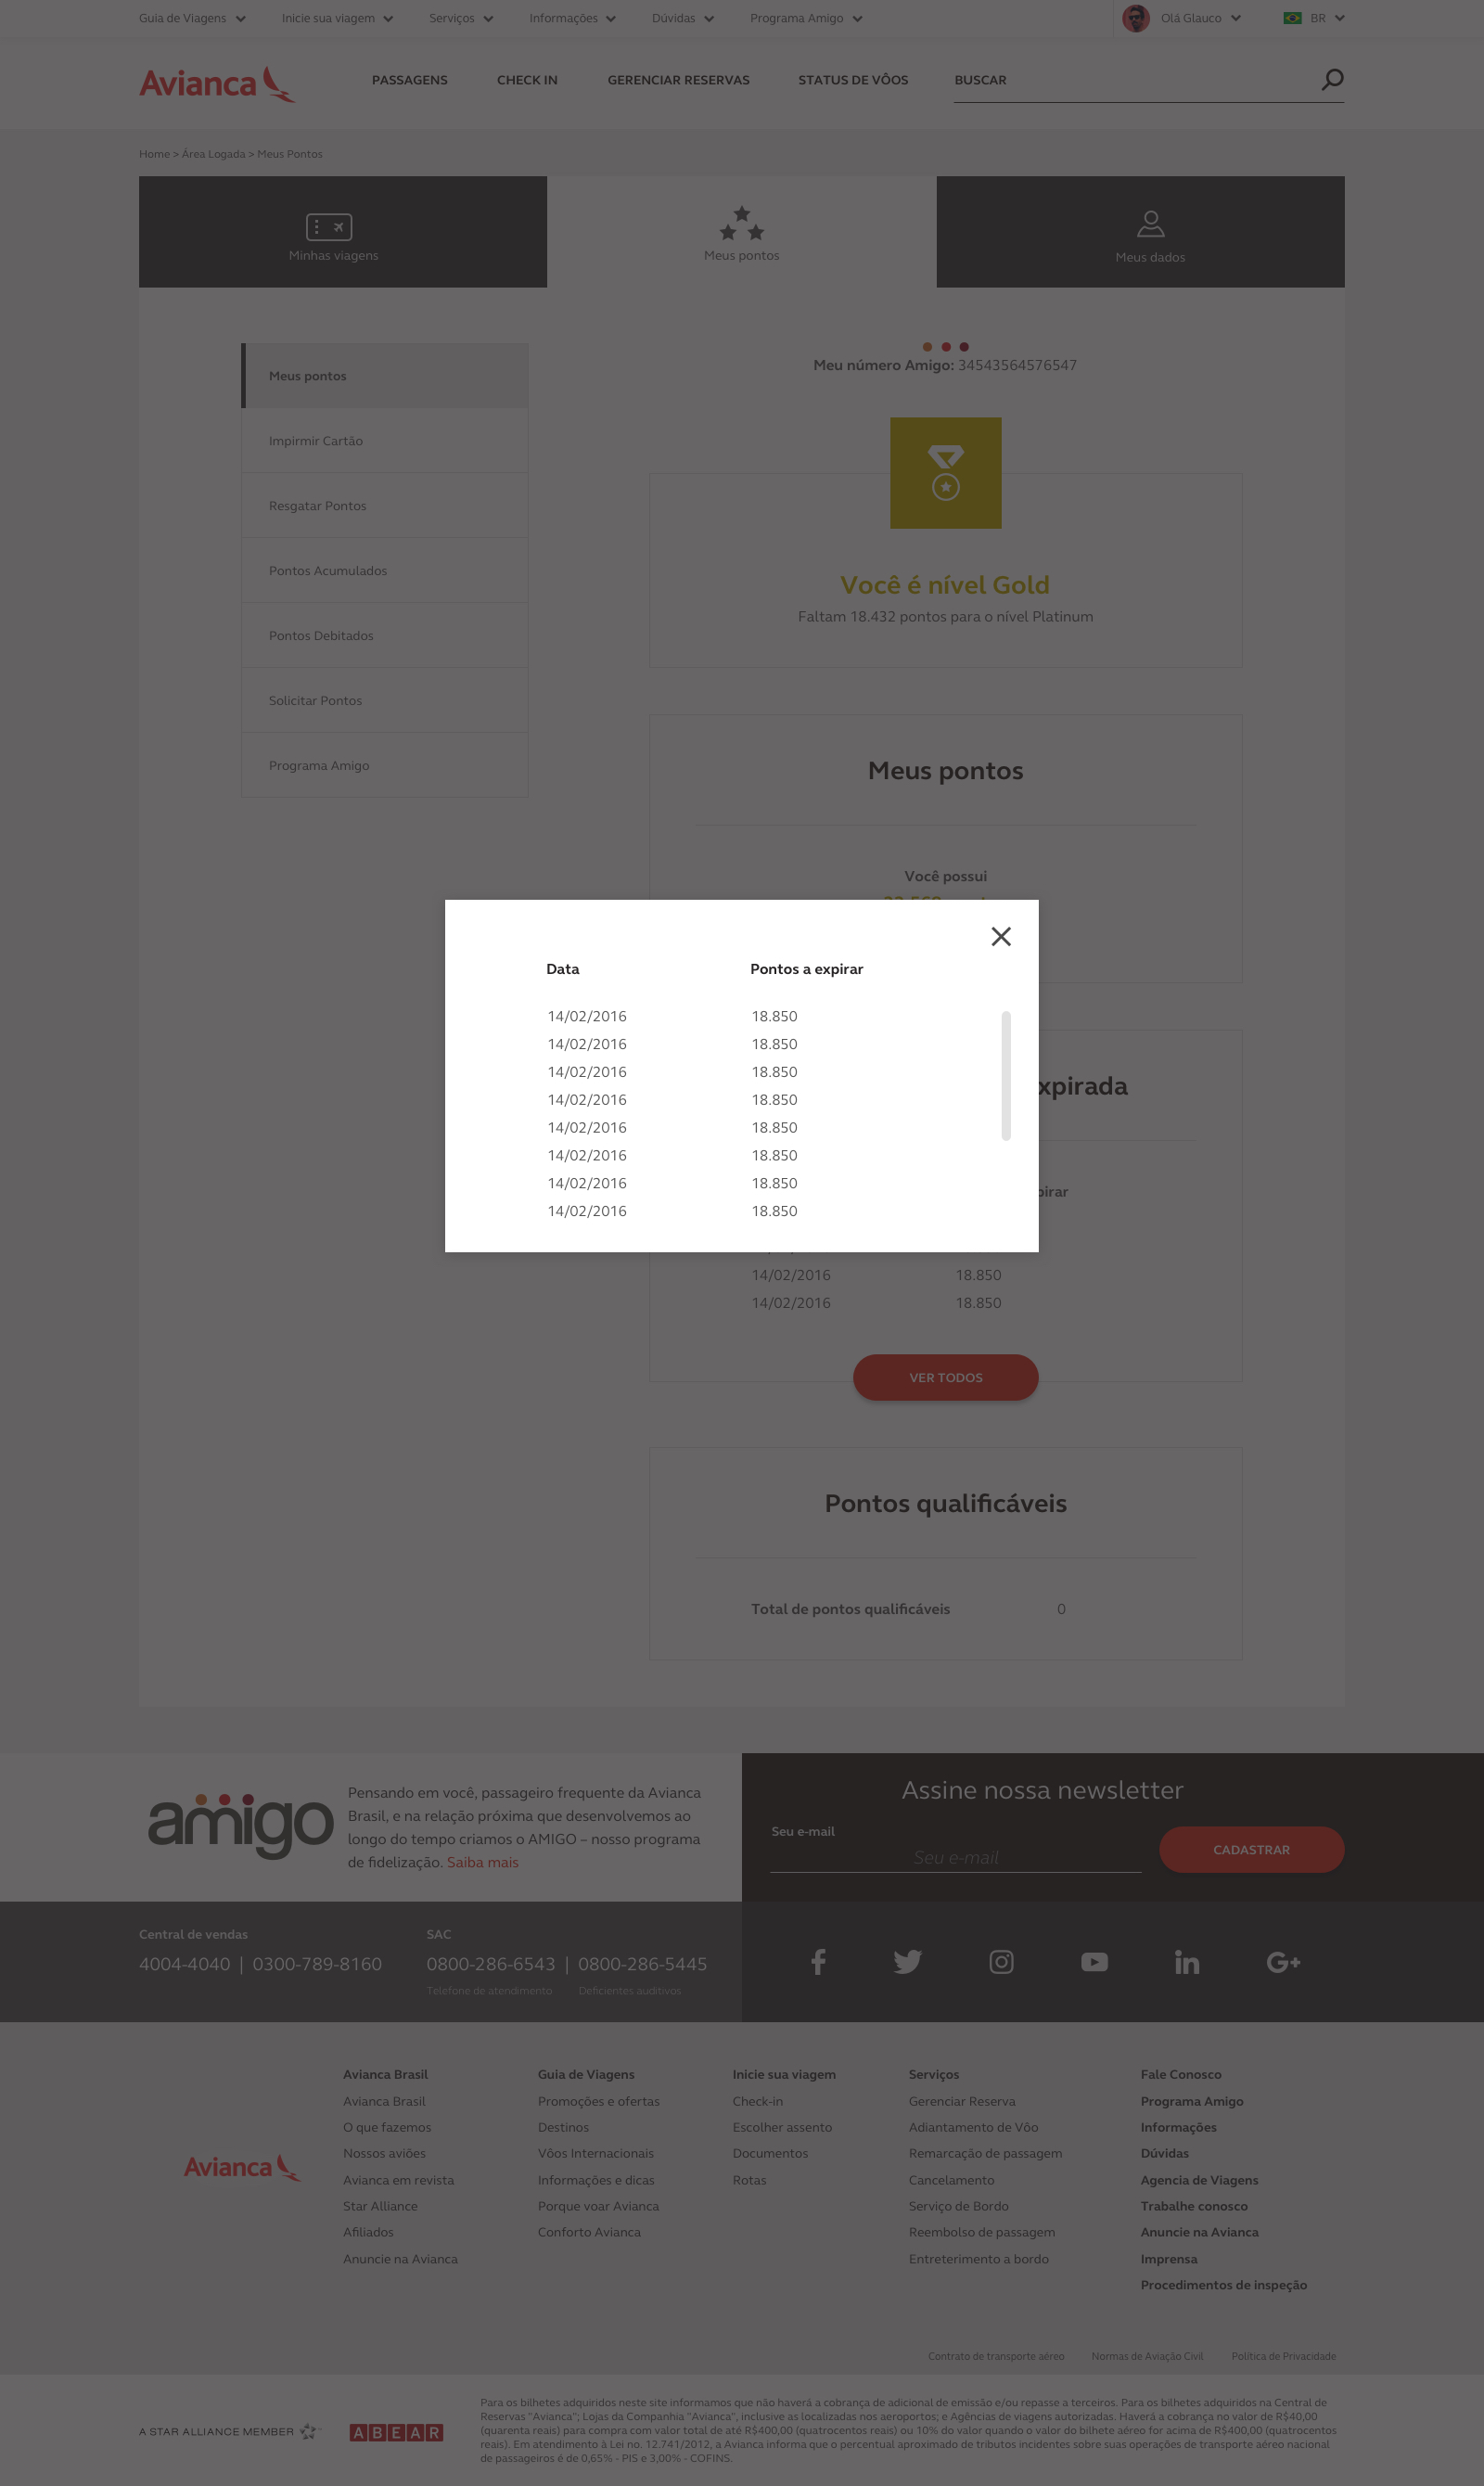 Guia de Viagens Inicie sua viagem Serviços Informações Dúvidas Programa Amigo Olá Glauco BR
Avianca PASSAGENS CHECK IN GERENCIAR RESERVAS STATUS DE VÔOS BUSCAR
Home > Área Logada > Meus Pontos
Minhas viagens Meus pontos Meus dados
Meus pontos
Impirmir Cartão
Resgatar Pontos
Pontos Acumulados
Pontos Debitados
Solicitar Pontos
Programa Amigo
Meu número Amigo: 34543564576547
Você é nível Gold
Faltam 18.432 pontos para o nível Platinum
Meus pontos
Você possui
Data Pontos a expirar
14/02/2016 18.850
14/02/2016 18.850
14/02/2016 18.850
14/02/2016 18.850
14/02/2016 18.850
14/02/2016 18.850
14/02/2016 18.850
14/02/2016 18.850
xpirada
pirar
14/02/2016 18.850
14/02/2016 18.850
VER TODOS
Pontos qualificáveis
Total de pontos qualificáveis 0
amigo
Pensando em você, passageiro frequente da Avianca
Brasil, e na relação próxima que desenvolvemos ao
longo do tempo criamos o AMIGO – nosso programa
de fidelização. Saiba mais
Assine nossa newsletter
Seu e-mail
Seu e-mail
CADASTRAR
Central de vendas
4004-4040 | 0300-789-8160
SAC
0800-286-6543 | 0800-286-5445
Telefone de atendimento Deficientes auditivos
Avianca
Avianca Brasil
Avianca Brasil
O que fazemos
Nossos aviões
Avianca em revista
Star Alliance
Afiliados
Anuncie na Avianca
Guia de Viagens
Promoções e ofertas
Destinos
Vôos Internacionais
Informações e dicas
Porque voar Avianca
Conforto Avianca
Inicie sua viagem
Check-in
Escolher assento
Documentos
Rotas
Serviços
Gerenciar Reserva
Adiantamento de Vôo
Remarcação de passagem
Cancelamento
Serviço de Bordo
Reembolso de passagem
Entreterimento a bordo
Fale Conosco
Programa Amigo
Informações
Dúvidas
Agencia de Viagens
Trabalhe conosco
Anuncie na Avianca
Imprensa
Procedimentos de inspeção
Contrato de transporte aéreo Normas de Aviação Civil Política de Privacidade
A STAR ALLIANCE MEMBER
ABEAR
Para os bilhetes adquiridos neste site informamos que não haverá a cobrança de adicional de emissão e/ou repasse a terceiros. Para os bilhetes adquiridos na Central de
Reservas "Avianca"; Lojas da Companhia "Avianca", inclusive as localizadas nos aeroportos; e Agências de viagens autorizadas. Haverá a cobrança no valor de R$40,00
(quarenta reais) para compra com valor total de até R$400,00 (quatrocentos reais) ou 10% do valor quando o valor do bilhete aéreo for acima de R$400,00 (quatrocentos
reais). Em atendimento à Lei no. 12.741/2012, a Avianca informa que o percentual aproximado de tributos incidentes sobre suas operações de transporte aéreo nacional
de passageiros é de 0,65% - PIS e 3,00% - COFINS.